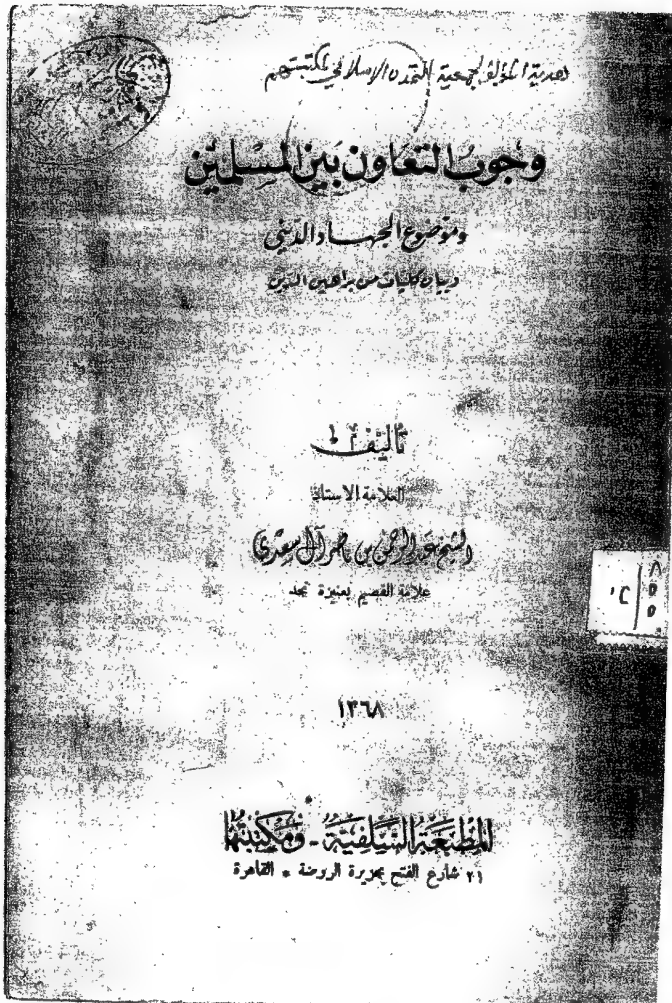 هدية المؤلف لجمعية التمدن الاسلامي لمكتبتهم
وجوب التعاون بين المسلمين
وموضوع الجهاد الديني
وبيان كليات من براهين الدين
تأليف
العلامة الاستاذ
الشيخ عبد الرحمن بن ناصر آل سعدي
علامة القصيم بعنيزة نجد
١٣٦٨
المطبعة السلفية - ومكتبتها
٢١ شارع الفتح بجزيرة الروضة * القاهرة